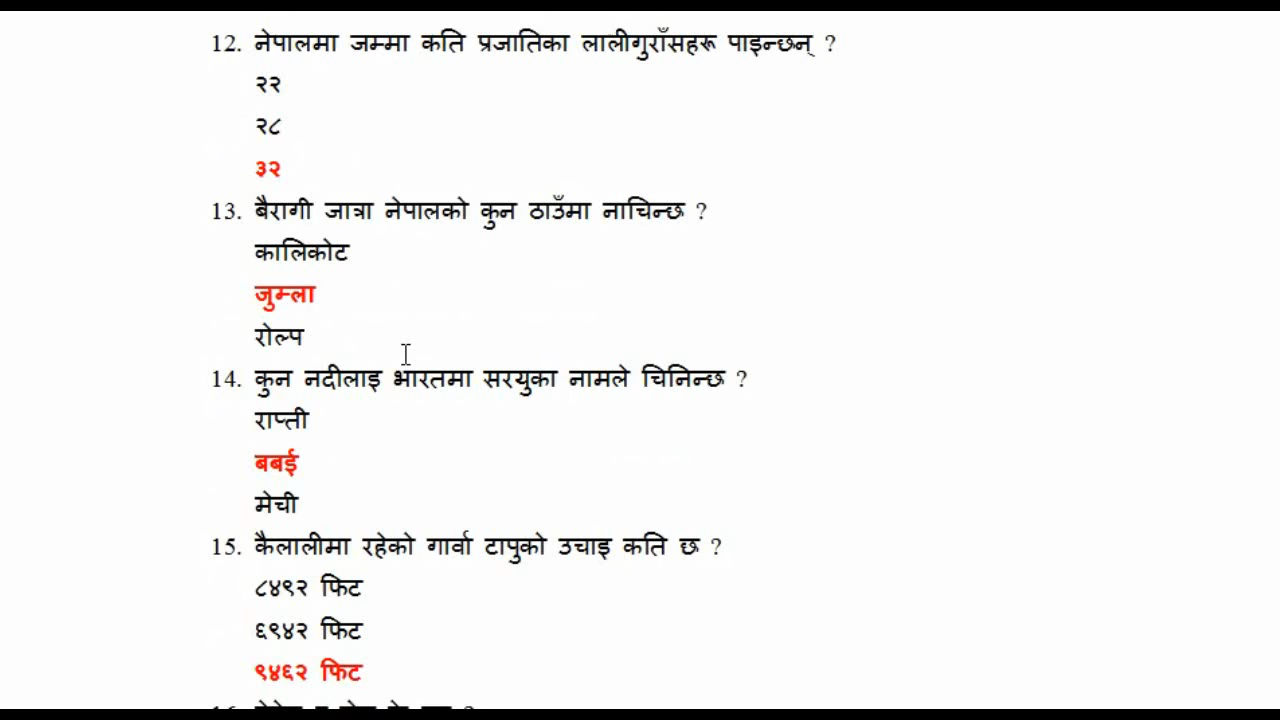 12. नेपालमा जम्मा कति प्रजातिका लालीगुराँसहरू पाइन्छन् ?
२२
२८
३२
13. बैरागी जात्रा नेपालको कुन ठाउँमा नाचिन्छ ?
कालिकोट
जुम्ला
रोल्प
14. कुन नदीलाइ भारतमा सरयुका नामले चिनिन्छ ?
राप्ती
बबई
मेची
15. कैलालीमा रहेको गार्वा टापुको उचाइ कति छ ?
८४९२ फिट
६९४२ फिट
९४६२ फिट